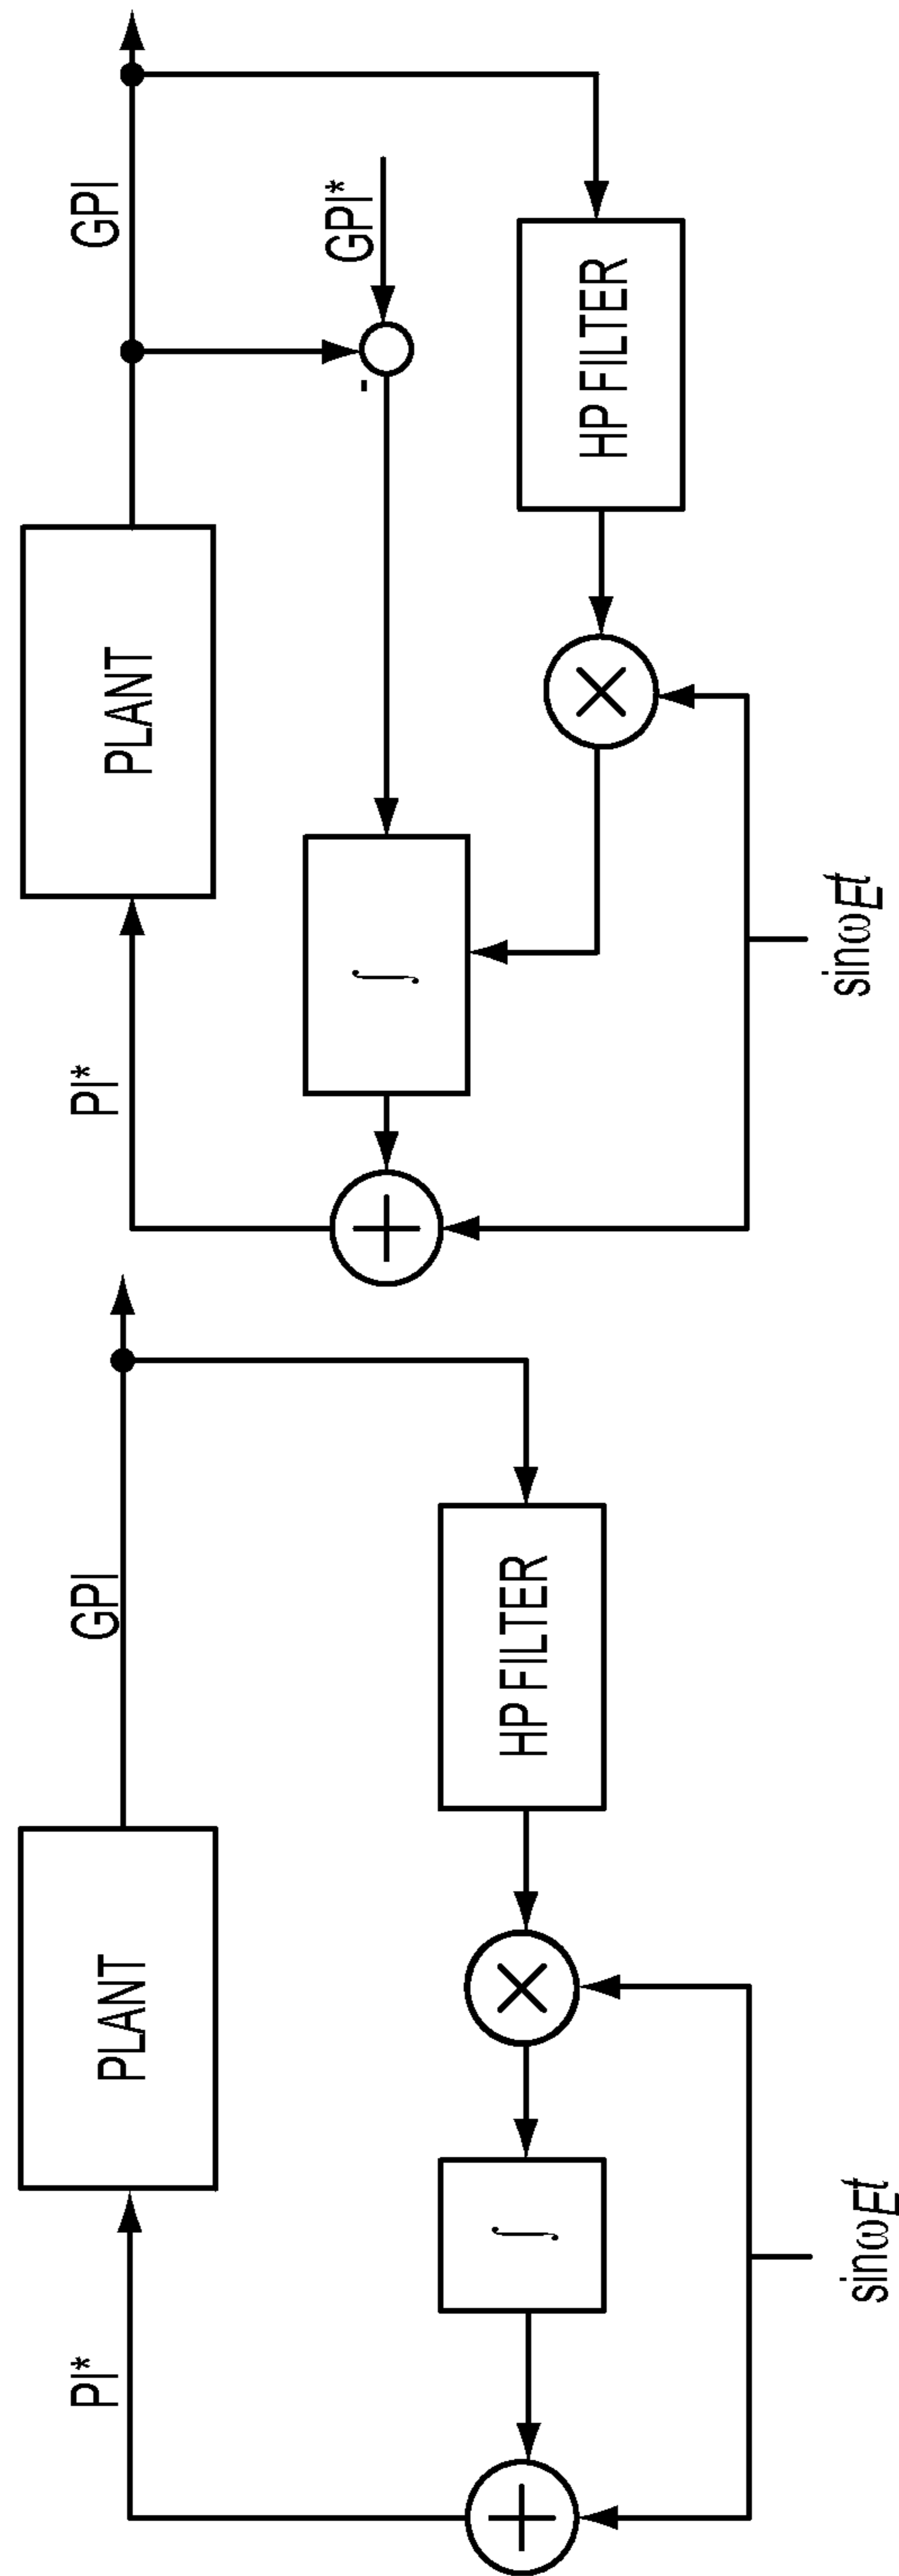 PI*
PLANT
GPI
∫
HP FILTER
sinωEt
PI*
PLANT
GPI
GPI*
-
∫
HP FILTER
sinωEt